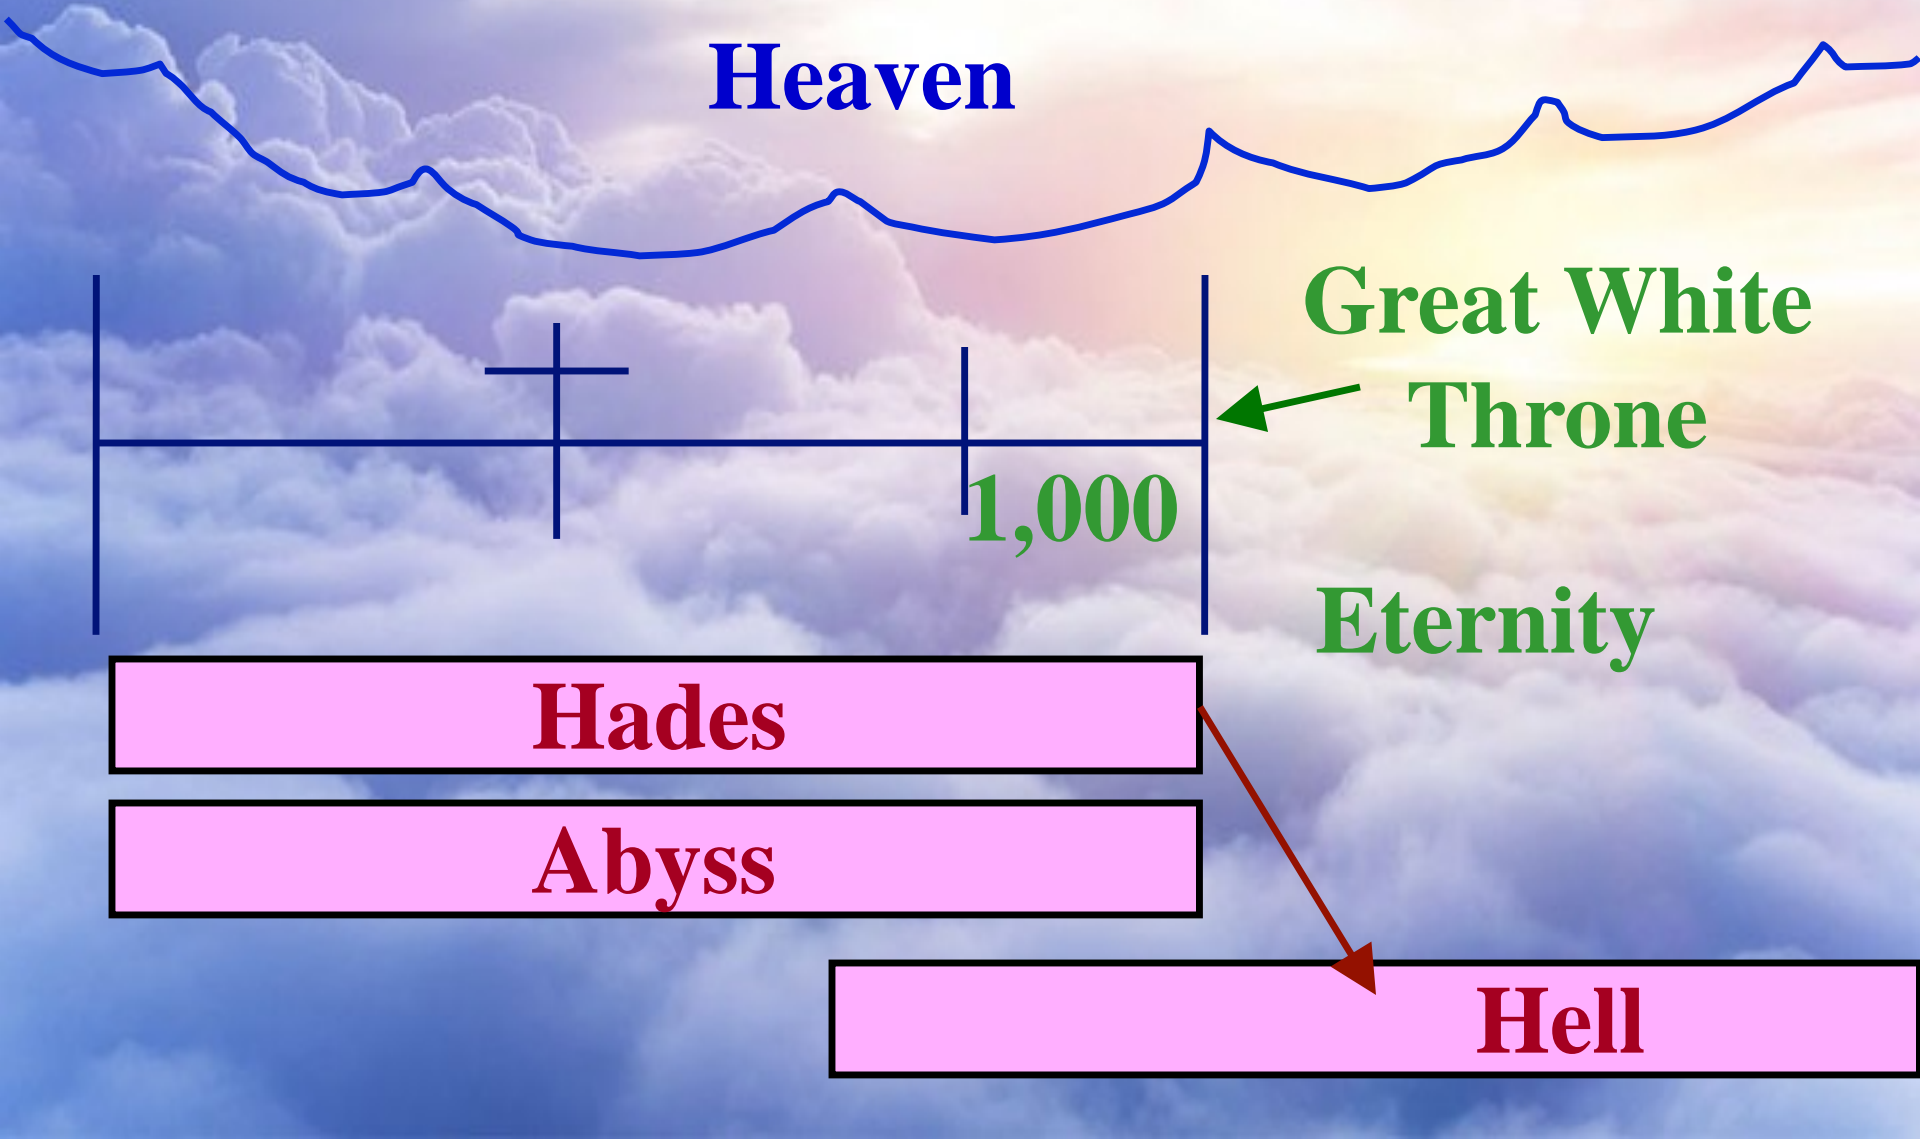 Heaven
Great White
Throne
1,000
Eternity
Hades
Abyss
Hell